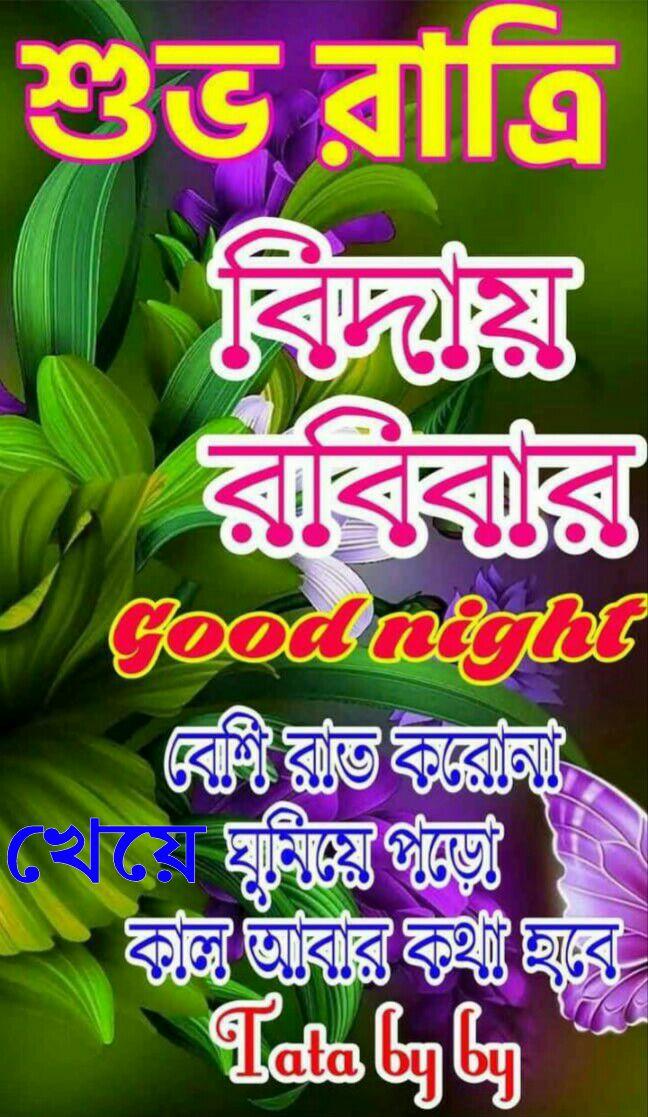 শুভ রাত্রি
বিদায়
রবিবার
Good night
বেশি রাত করোনা
খেয়ে ঘুমিয়ে পড়ো
কাল আবার কথা হবে
Tata by by